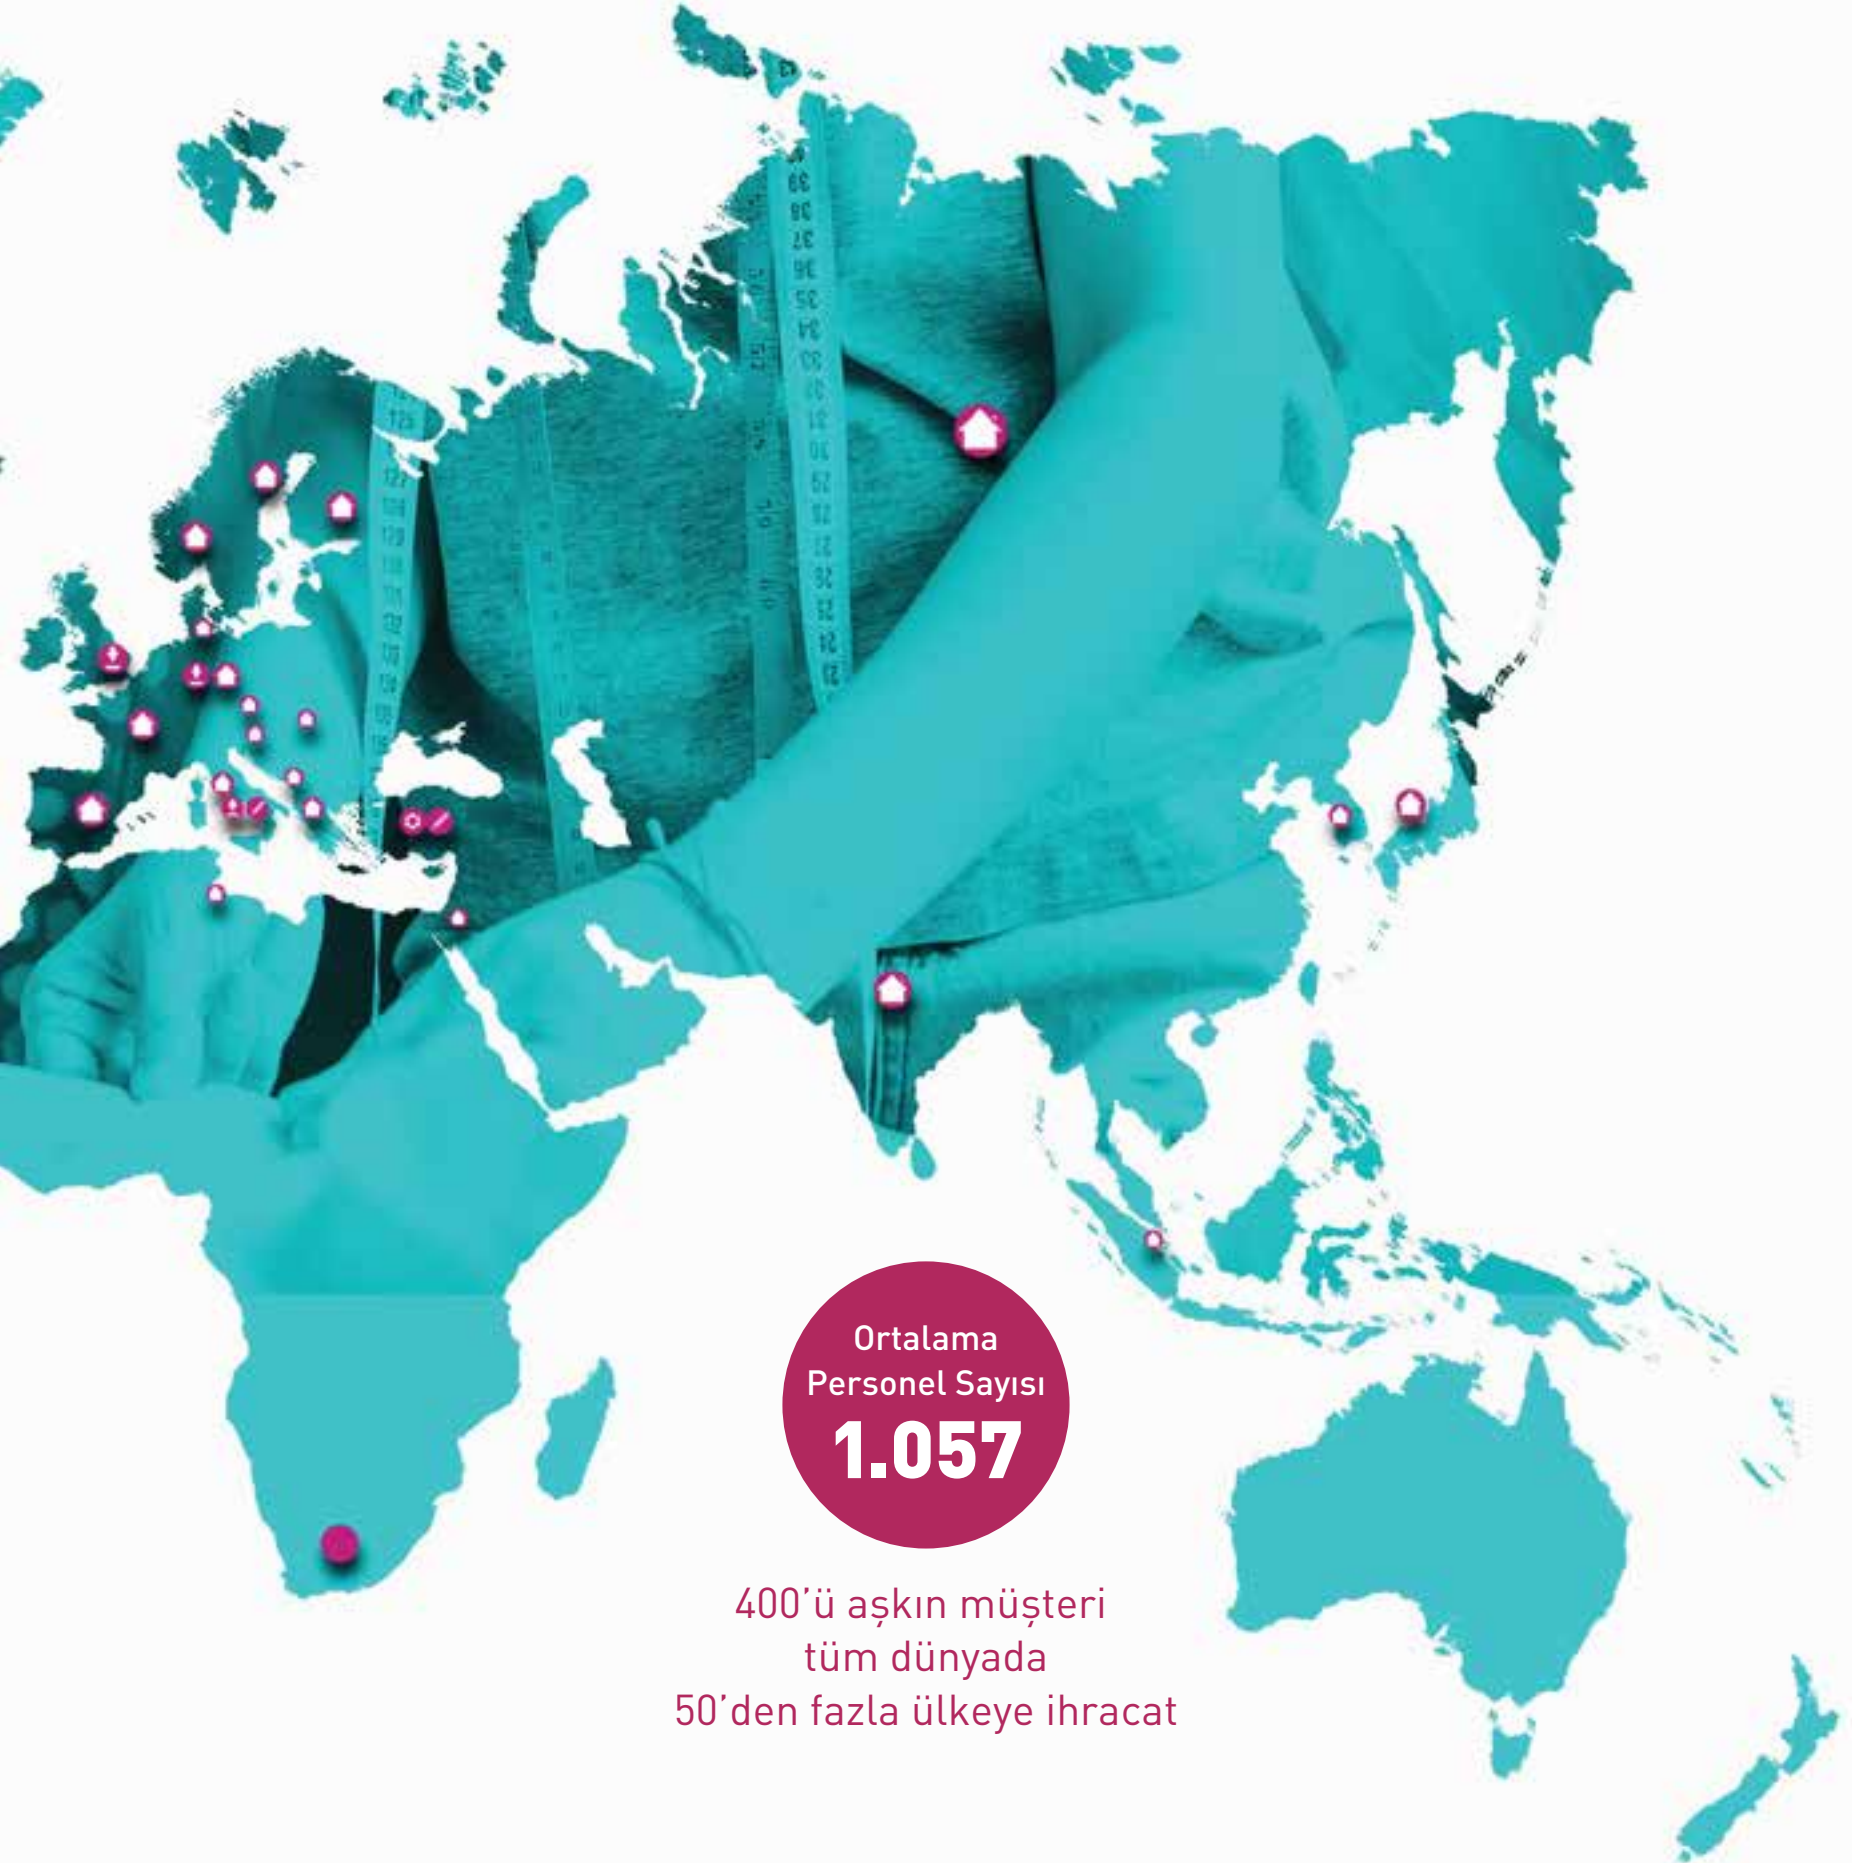 Ortalama
Personel Sayısı
1.057
400'ü aşkın müşteri
tüm dünyada
50'den fazla ülkeye ihracat